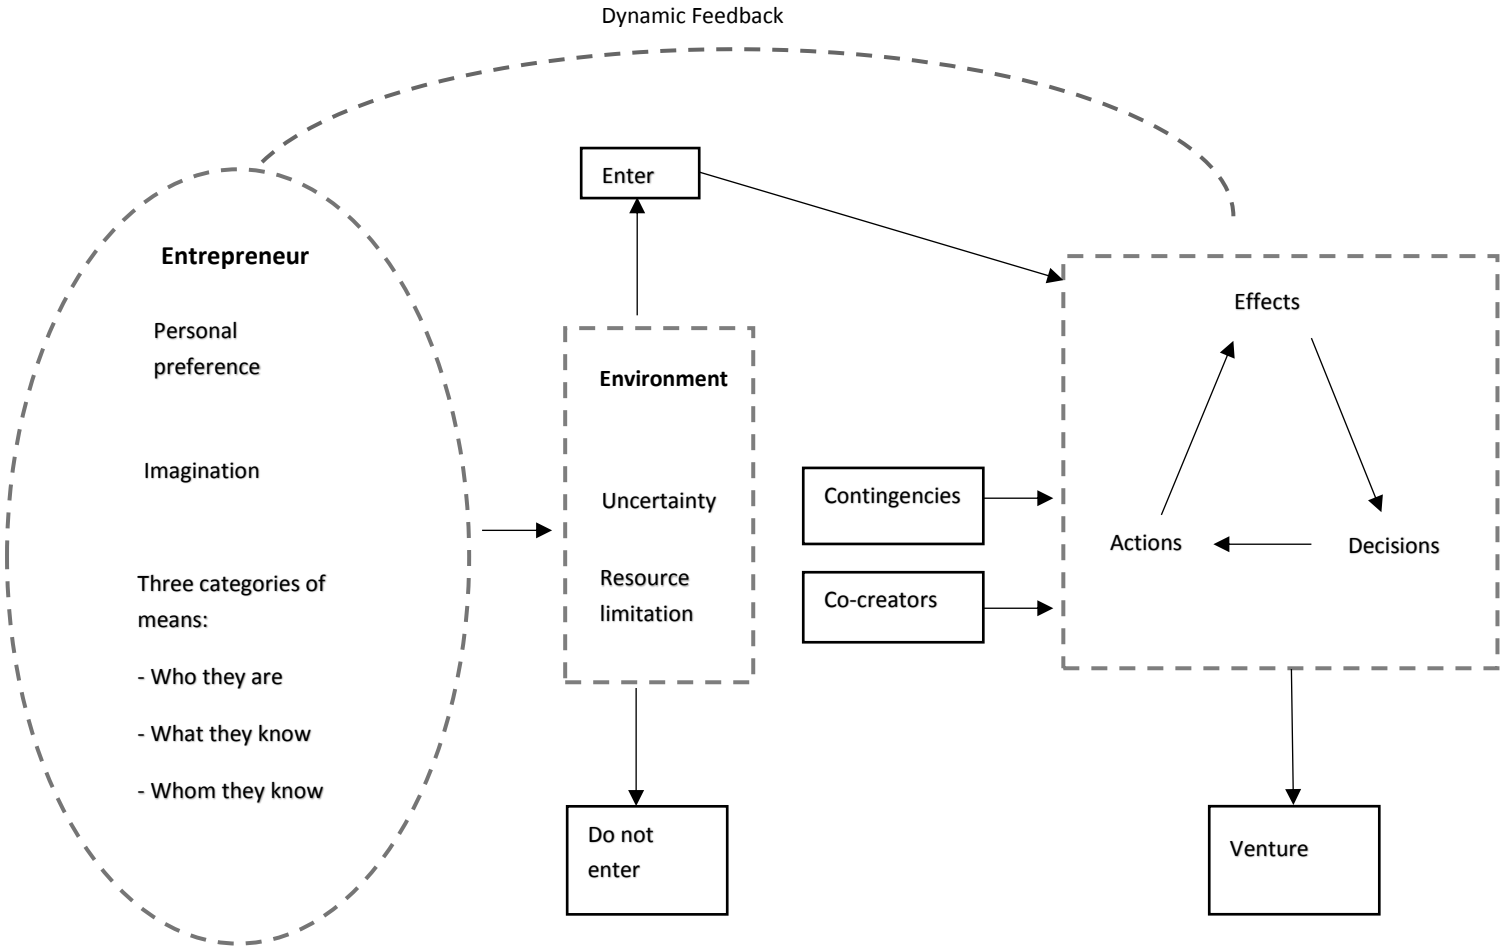 Dynamic Feedback
Enter
Entrepreneur
Personal
preference
Imagination
Three categories of
means:
- Who they are
- What they know
- Whom they know
Environment
Uncertainty
Resource
limitation
Do not
enter
Contingencies
Co-creators
Effects
Actions
Decisions
Venture